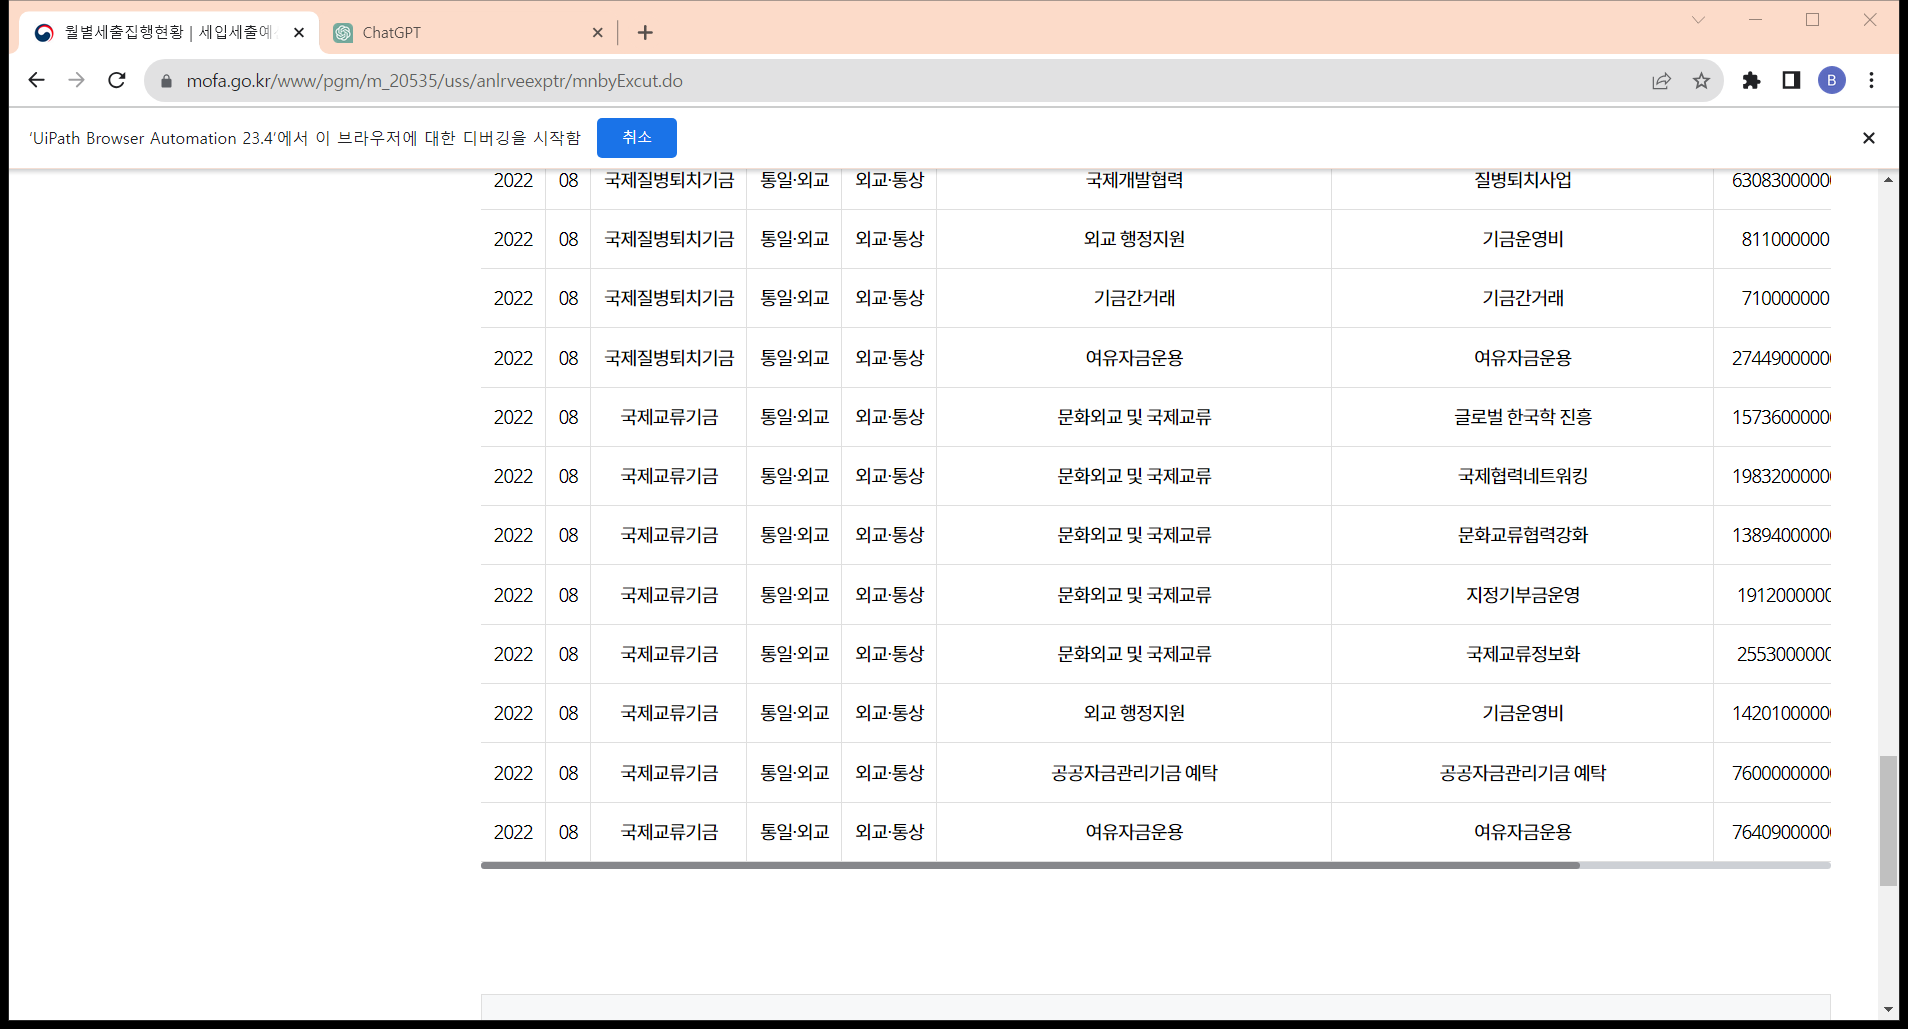 월별세출집행현황 | 세입세출예
ChatGPT
mofa.go.kr/www/pgm/m_20535/uss/anlrveexptr/mnbyExcut.do
B
'UiPath Browser Automation 23.4'에서 이 브라우저에 대한 디버깅을 시작함 취소
2022 08 국제질병퇴치기금 통일·외교 외교·통상 국제개발협력 질병퇴치사업 6308300000
2022 08 국제질병퇴치기금 통일·외교 외교·통상 외교 행정지원 기금운영비 811000000
2022 08 국제질병퇴치기금 통일·외교 외교·통상 기금간거래 기금간거래 710000000
2022 08 국제질병퇴치기금 통일·외교 외교·통상 여유자금운용 여유자금운용 2744900000
2022 08 국제교류기금 통일·외교 외교·통상 문화외교 및 국제교류 글로벌 한국학 진흥 1573600000
2022 08 국제교류기금 통일·외교 외교·통상 문화외교 및 국제교류 국제협력네트워킹 1983200000
2022 08 국제교류기금 통일·외교 외교·통상 문화외교 및 국제교류 문화교류협력강화 1389400000
2022 08 국제교류기금 통일·외교 외교·통상 문화외교 및 국제교류 지정기부금운영 191200000
2022 08 국제교류기금 통일·외교 외교·통상 문화외교 및 국제교류 국제교류정보화 255300000
2022 08 국제교류기금 통일·외교 외교·통상 외교 행정지원 기금운영비 1420100000
2022 08 국제교류기금 통일·외교 외교·통상 공공자금관리기금 예탁 공공자금관리기금 예탁 7600000000
2022 08 국제교류기금 통일·외교 외교·통상 여유자금운용 여유자금운용 7640900000